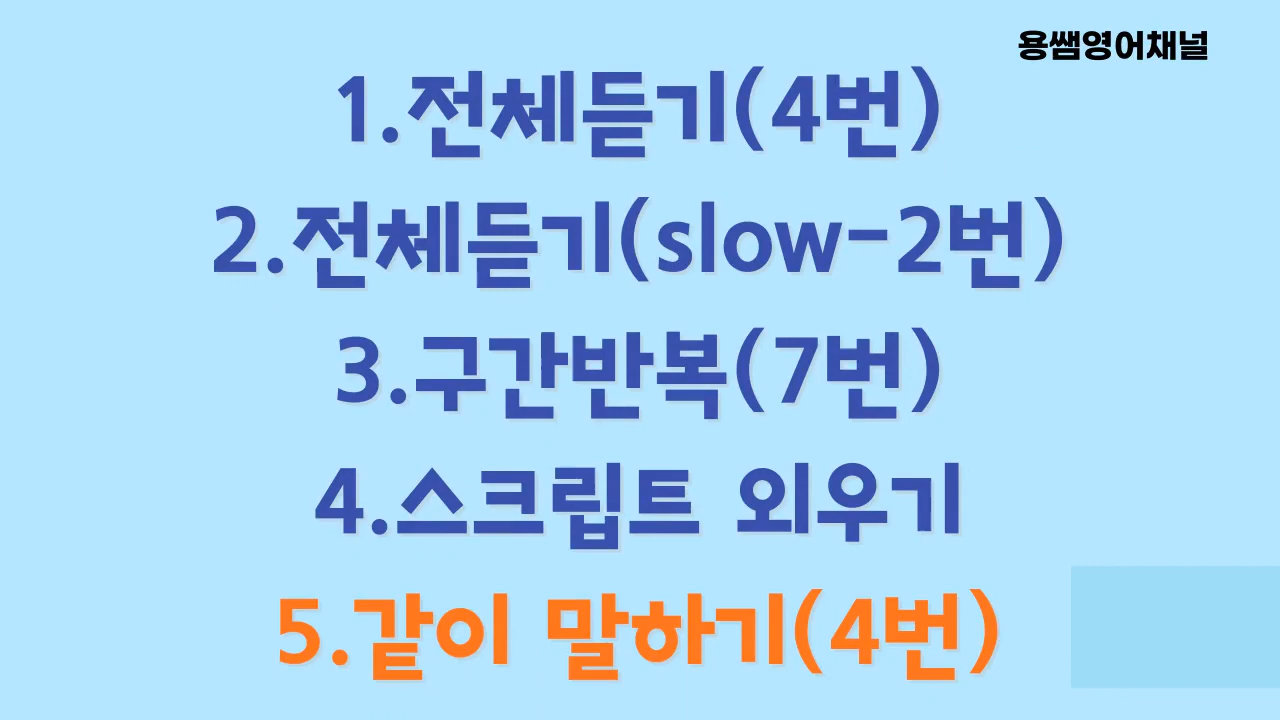 용쌤영어채널
1.전체듣기(4번)
2.전체듣기(slow-2번)
3.구간반복(7번)
4.스크립트 외우기
5.같이 말하기(4번)